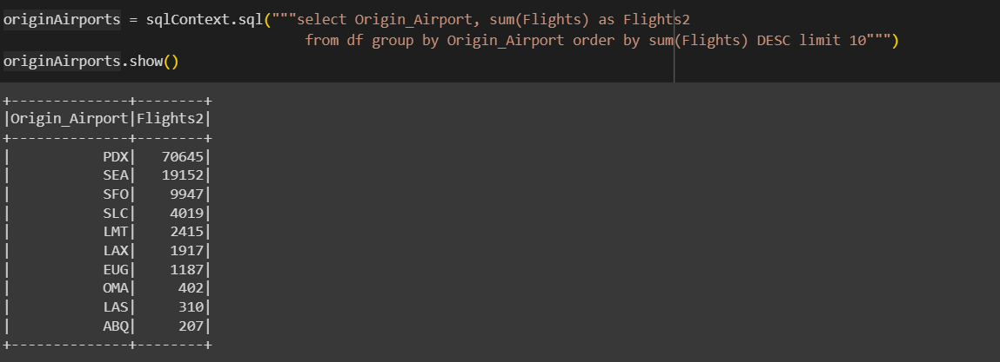 originAirports = sqlContext.sql("""select Origin_Airport, sum(Flights) as Flights2
                                   from df group by Origin_Airport order by sum(Flights) DESC limit 10""")
originAirports.show()
+--------------+--------+
|Origin_Airport|Flights2|
+--------------+--------+
|           PDX|   70645|
|           SEA|   19152|
|           SFO|    9947|
|           SLC|    4019|
|           LMT|    2415|
|           LAX|    1917|
|           EUG|    1187|
|           OMA|     402|
|           LAS|     310|
|           ABQ|     207|
+--------------+--------+